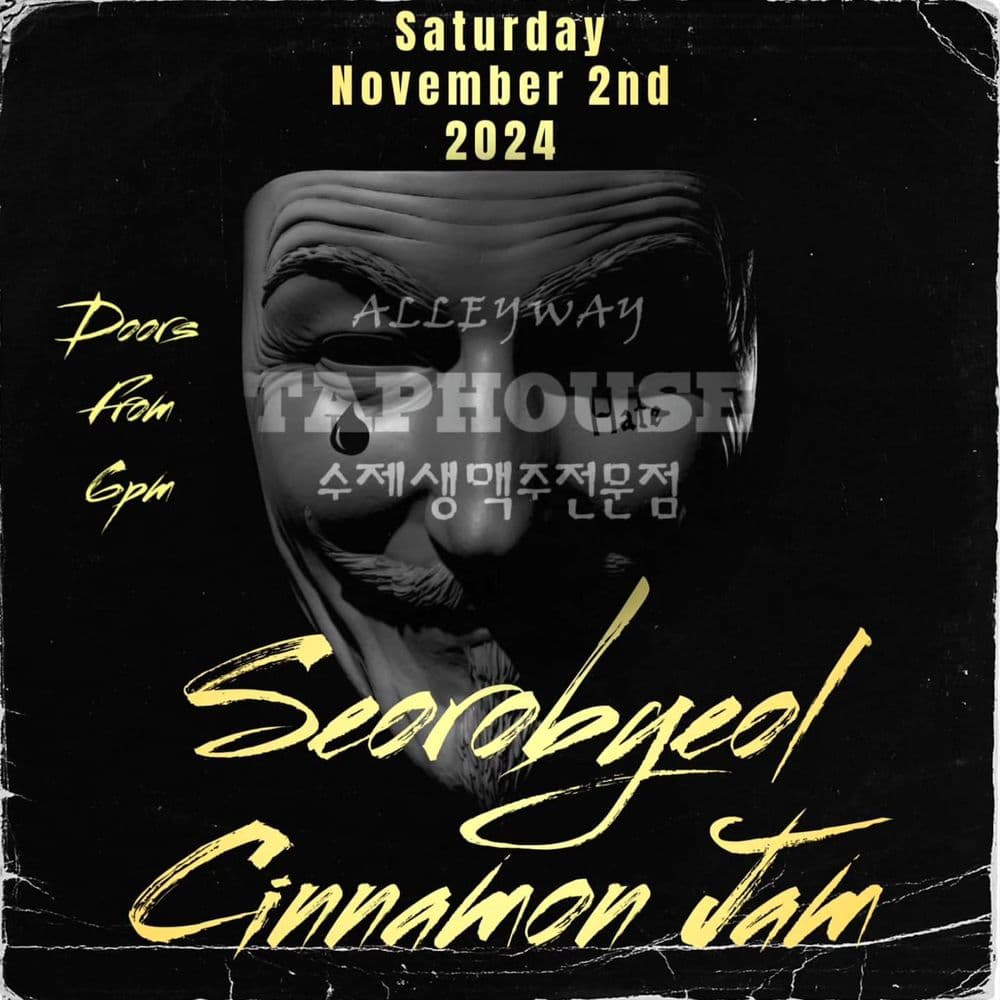 Saturday
November 2nd
2024
Doors
From
6pm
ALLEYWAY
TAPHOUSE
Hate
수제생맥주전문점
Seorobyeol
Cinnamon Jam